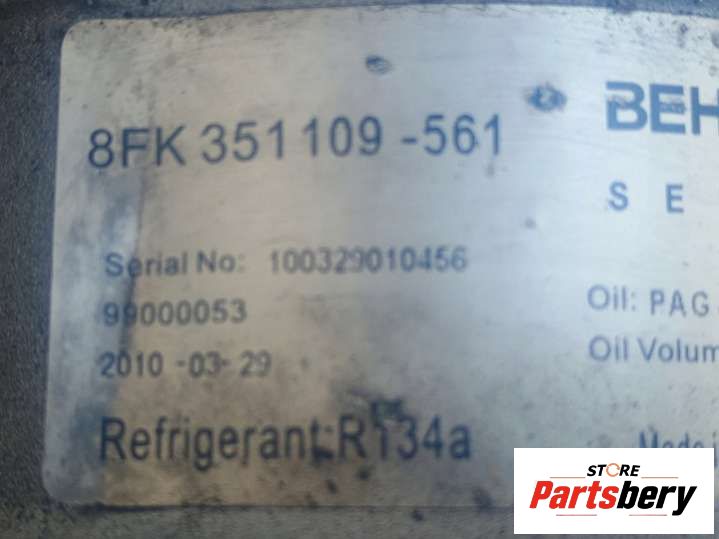 8FK 351 109 -561
BEH
S E
Serial No: 100329010456
99000053
2010 -03- 29
Oil: PAG
Oil Volum
Refrigerant:R134a
Made i
STORE
Partsbery